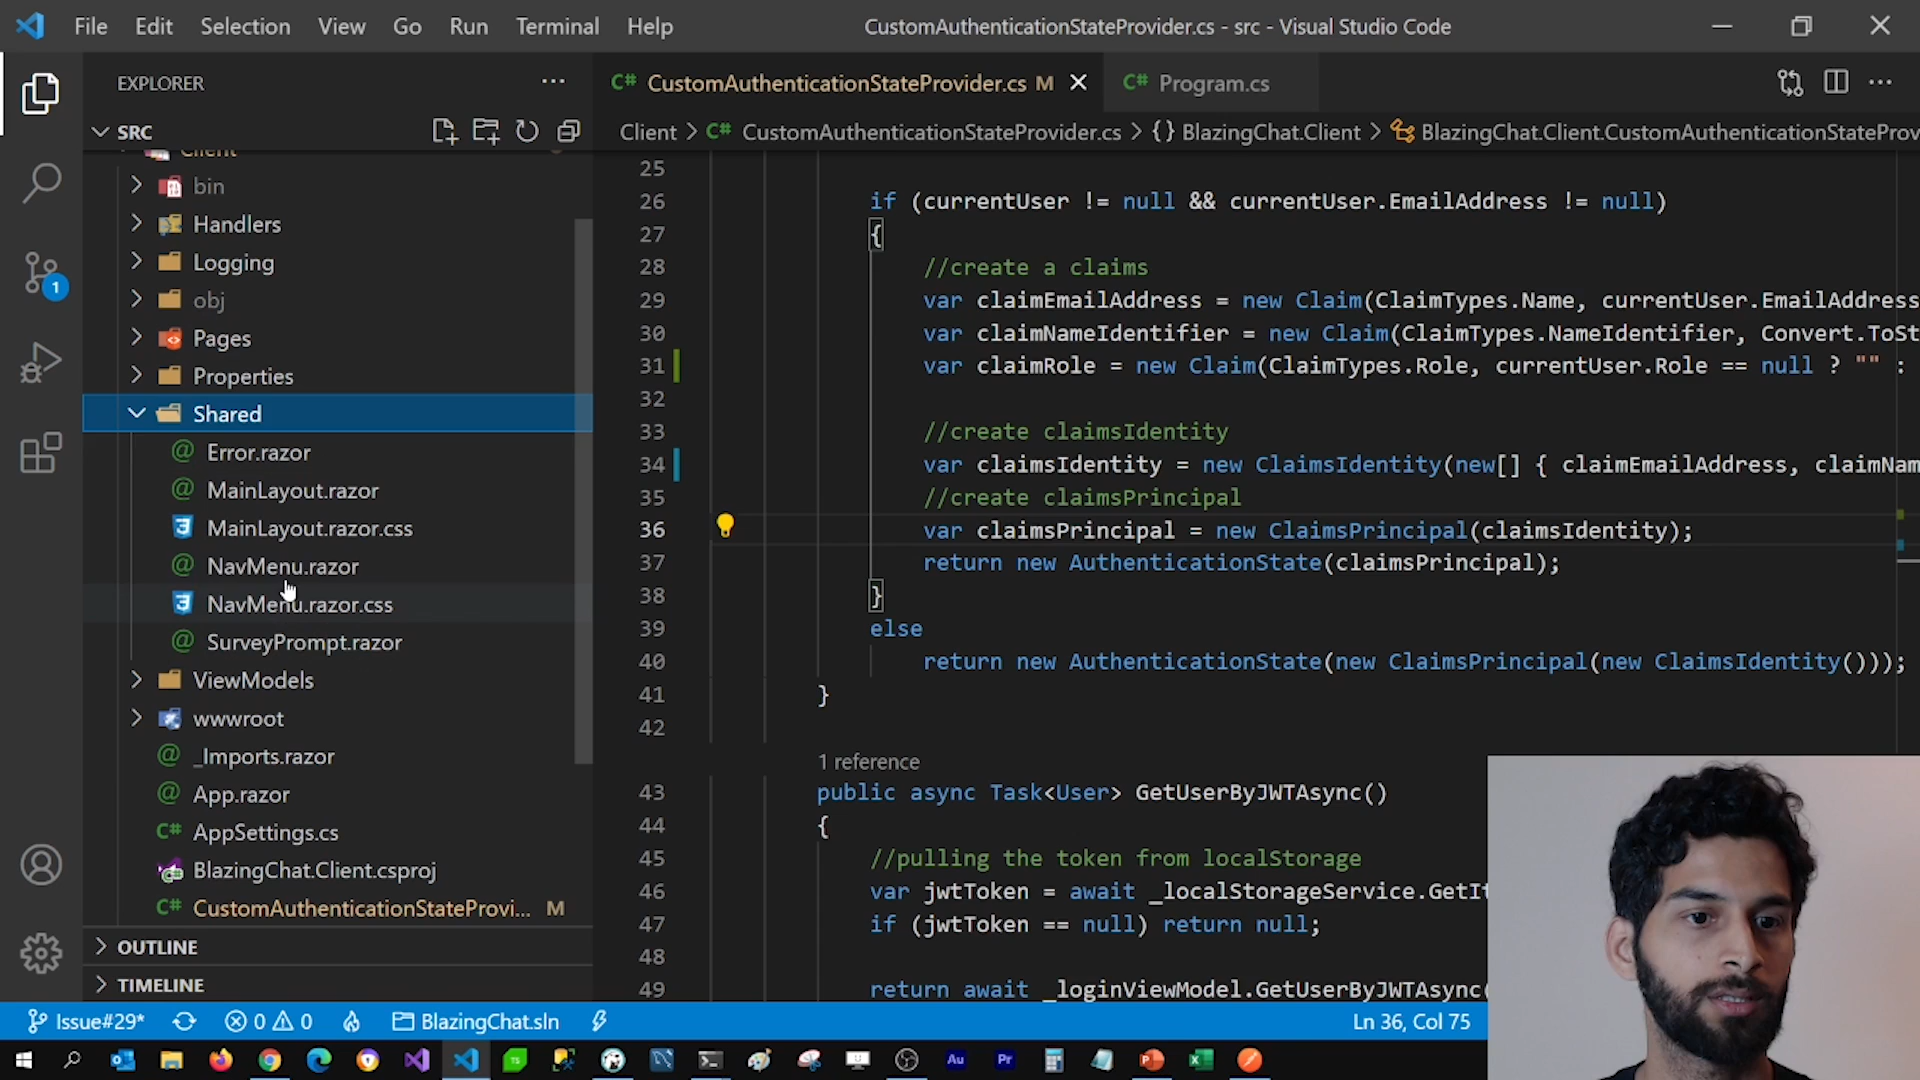 File Edit Selection View Go Run Terminal Help
CustomAuthenticationStateProvider.cs - src - Visual Studio Code
EXPLORER
SRC
Client
bin
Handlers
Logging
obj
Pages
Properties
Shared
Error.razor
MainLayout.razor
MainLayout.razor.css
NavMenu.razor
NavMenu.razor.css
SurveyPrompt.razor
ViewModels
wwwroot
_Imports.razor
App.razor
C# AppSettings.cs
BlazingChat.Client.csproj
C# CustomAuthenticationStateProvi... M
OUTLINE
TIMELINE
C# CustomAuthenticationStateProvider.cs M
C# Program.cs
Client > C# CustomAuthenticationStateProvider.cs > {} BlazingChat.Client > BlazingChat.Client.CustomAuthenticationStateProv
25
26 if (currentUser != null && currentUser.EmailAddress != null)
27 {
28 //create a claims
29 var claimEmailAddress = new Claim(ClaimTypes.Name, currentUser.EmailAddress
30 var claimNameIdentifier = new Claim(ClaimTypes.NameIdentifier, Convert.ToSt
31 var claimRole = new Claim(ClaimTypes.Role, currentUser.Role == null ? "" :
32
33 //create claimsIdentity
34 var claimsIdentity = new ClaimsIdentity(new[] { claimEmailAddress, claimNam
35 //create claimsPrincipal
36 var claimsPrincipal = new ClaimsPrincipal(claimsIdentity);
37 return new AuthenticationState(claimsPrincipal);
38 }
39 else
40 return new AuthenticationState(new ClaimsPrincipal(new ClaimsIdentity()));
41 }
42
1 reference
43 public async Task<User> GetUserByJWTAsync()
44 {
45 //pulling the token from localStorage
46 var jwtToken = await _localStorageService.GetIt
47 if (jwtToken == null) return null;
48
49 return await _loginViewModel.GetUserByJWTAsync(
1
Issue#29* 0 0 BlazingChat.sln
Ln 36, Col 75
Au Pr